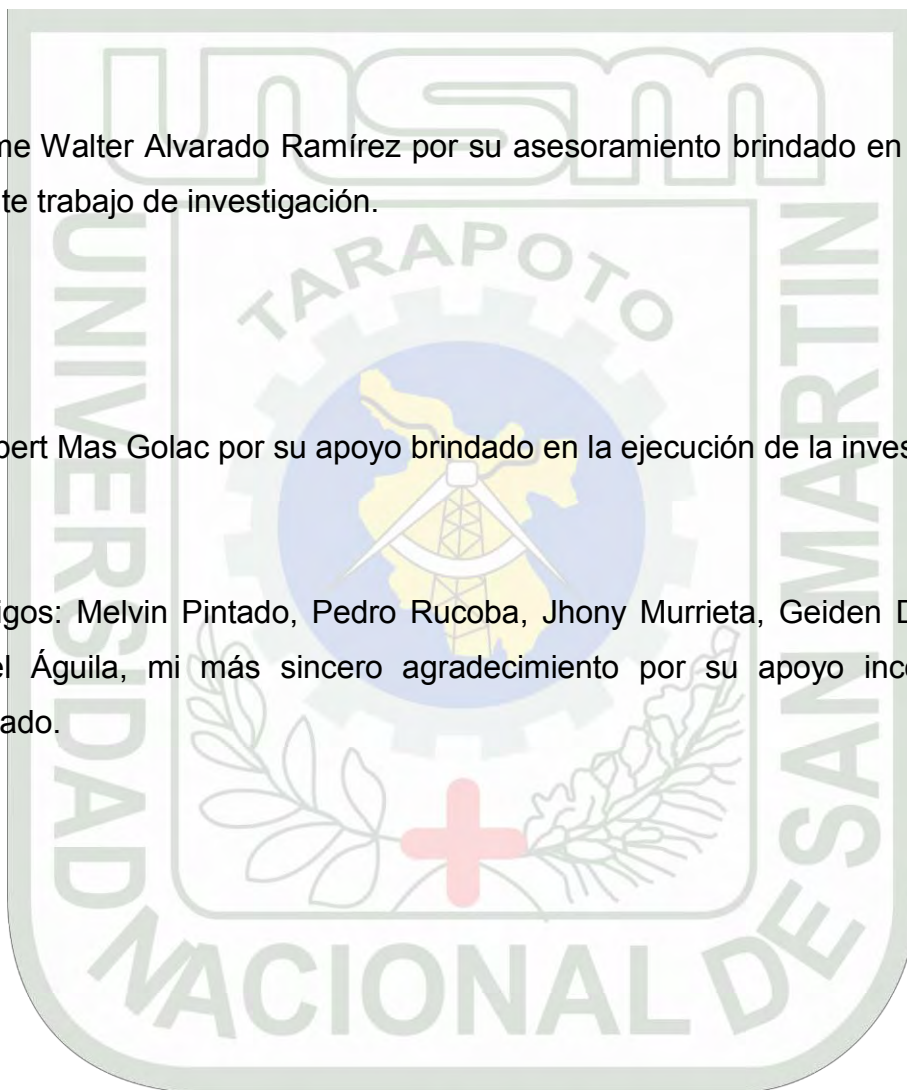 unsm
me Walter Alvarado Ramírez por su asesoramiento brindado en
te trabajo de investigación.
TARAPOTO
bert Mas Golac por su apoyo brindado en la ejecución de la inves
igos: Melvin Pintado, Pedro Rucoba, Jhony Murrieta, Geiden D
el Águila, mi más sincero agradecimiento por su apoyo inco
ado.
UNIVERSIDAD NACIONAL DE SAN MARTIN